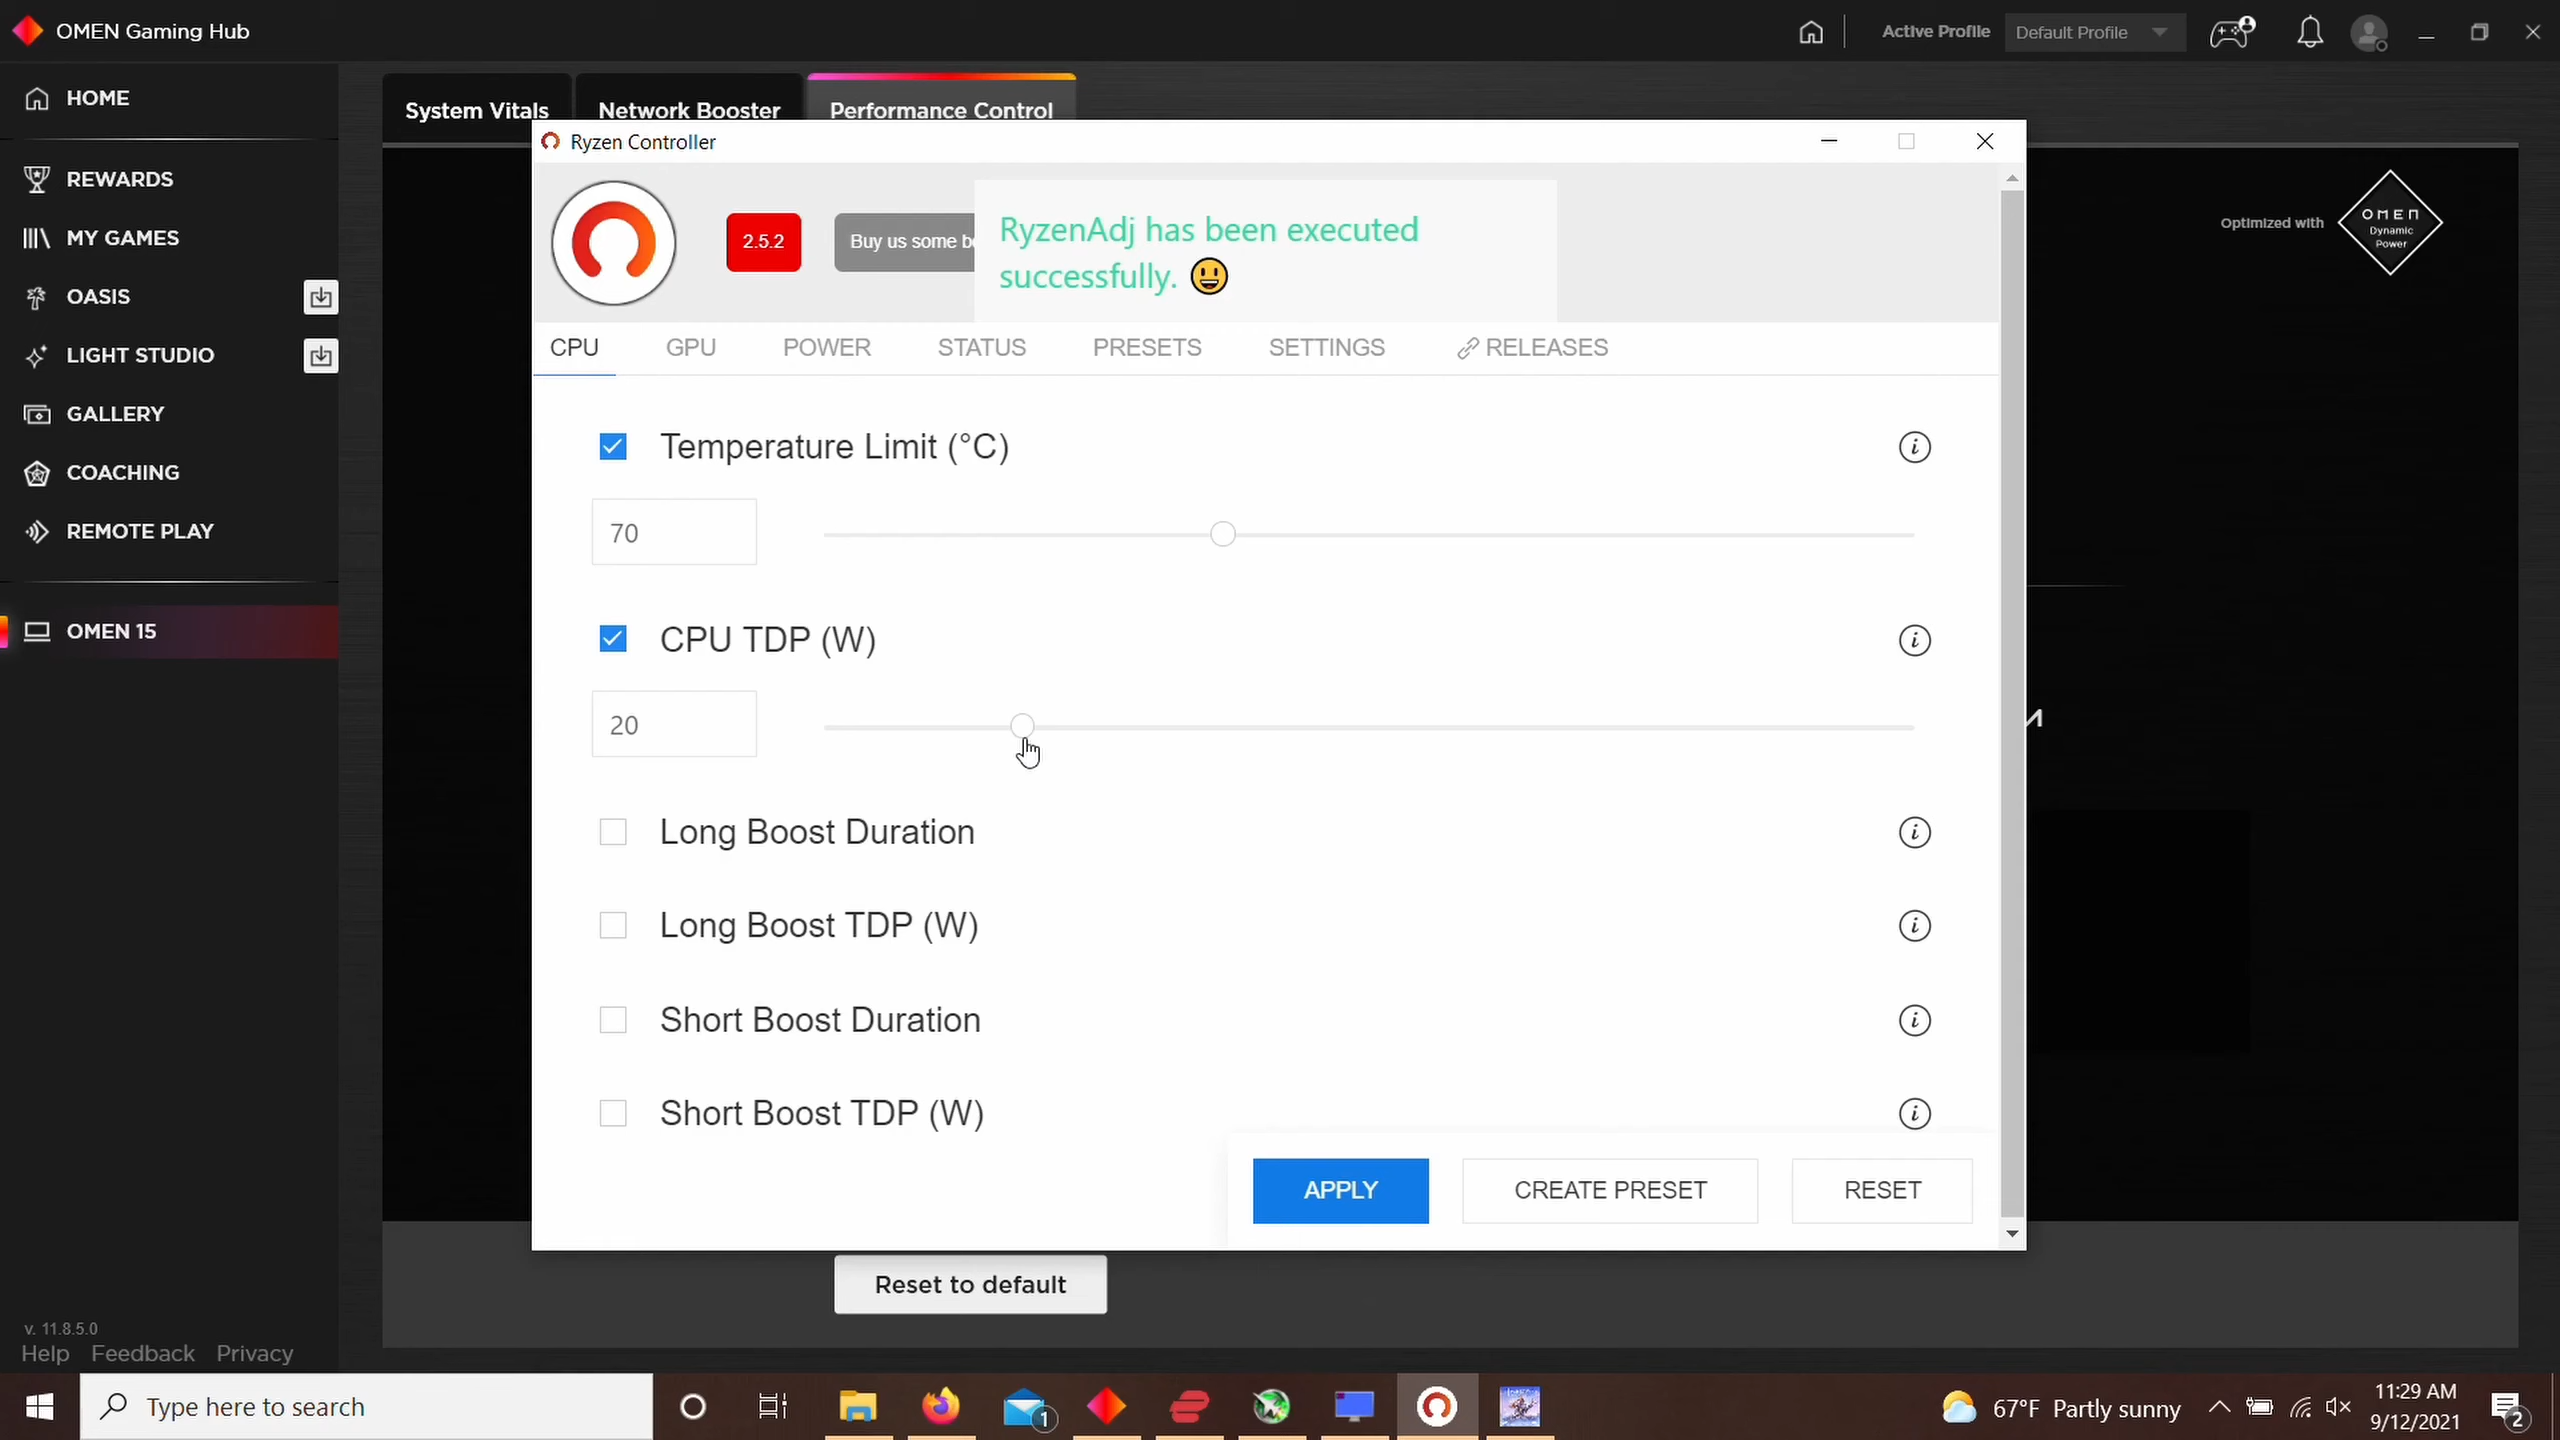 OMEN Gaming Hub
Active Profile
Default Profile
HOME
REWARDS
MY GAMES
OASIS
LIGHT STUDIO
GALLERY
COACHING
REMOTE PLAY
OMEN 15
v. 11.8.5.0
Help Feedback Privacy
System Vitals
Network Booster
Performance Control
Optimized with
OMEN
Dynamic
Power
Ryzen Controller
2.5.2
Buy us some b
RyzenAdj has been executed
successfully. 😃
CPU GPU POWER STATUS PRESETS SETTINGS RELEASES
Temperature Limit (°C)
70
CPU TDP (W)
20
Long Boost Duration
Long Boost TDP (W)
Short Boost Duration
Short Boost TDP (W)
APPLY
CREATE PRESET
RESET
Reset to default
Type here to search
1
67°F Partly sunny
11:29 AM
9/12/2021
2